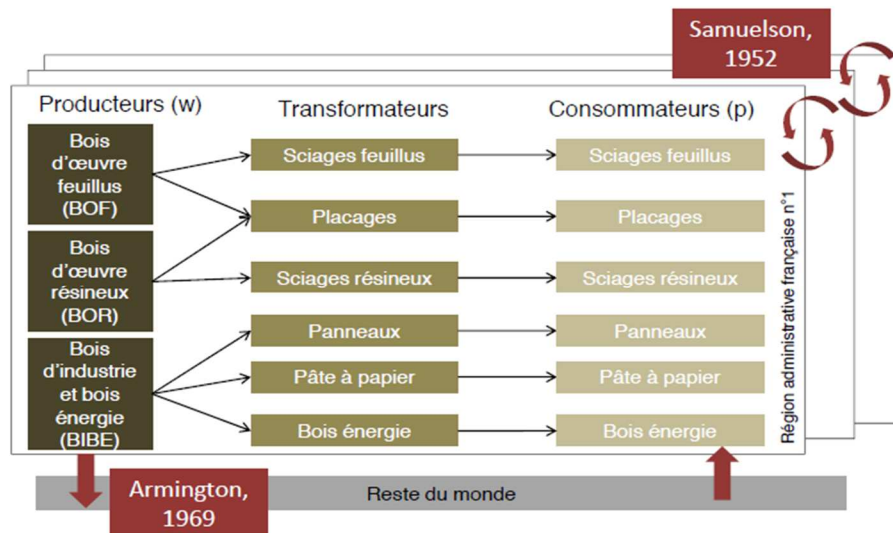 Samuelson,
1952
Producteurs (w)
Transformateurs
Consommateurs (p)
Bois
d'œuvre
feuillus
(BOF)
Bois
d'œuvre
résineux
(BOR)
Bois
d'industrie
et bois
énergie
(BIBE)
Sciages feuillus
Placages
Sciages résineux
Panneaux
Pâte à papier
Bois énergie
Sciages feuillus
Placages
Sciages résineux
Panneaux
Pâte à papier
Bois énergie
Région administrative française n°1
Armington,
1969
Reste du monde